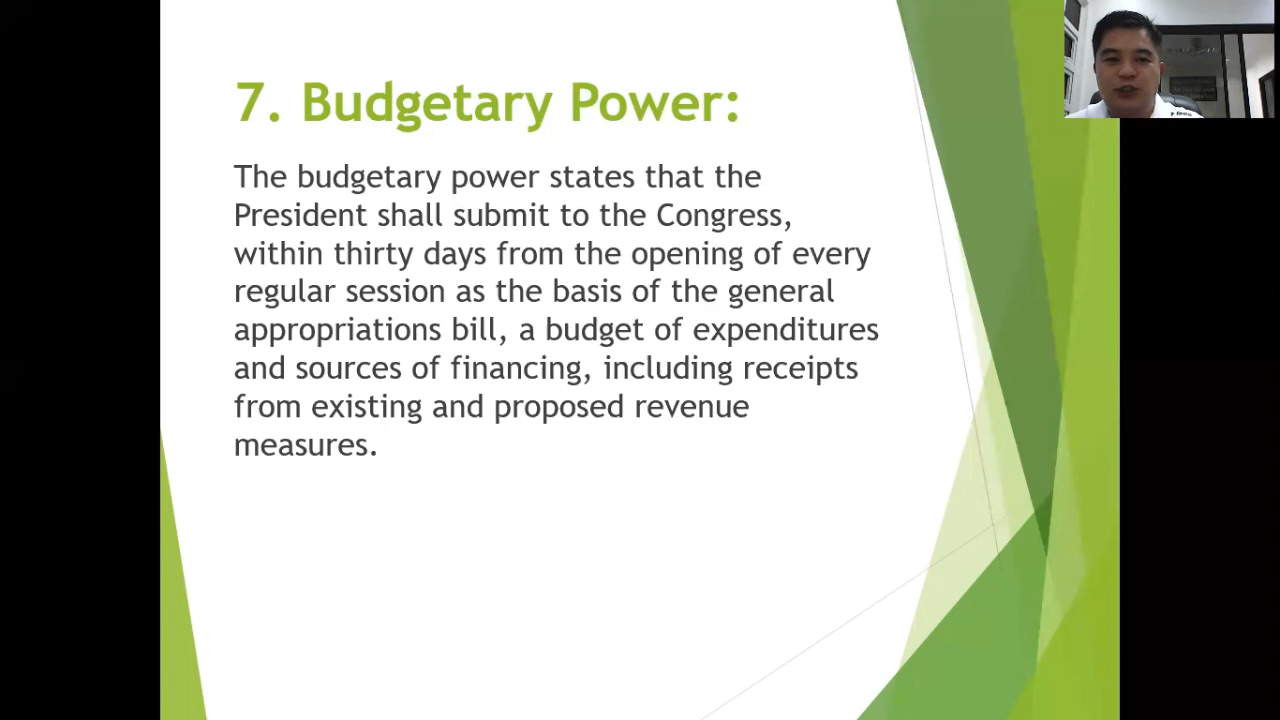 7. Budgetary Power:
The budgetary power states that the
President shall submit to the Congress,
within thirty days from the opening of every
regular session as the basis of the general
appropriations bill, a budget of expenditures
and sources of financing, including receipts
from existing and proposed revenue
measures.